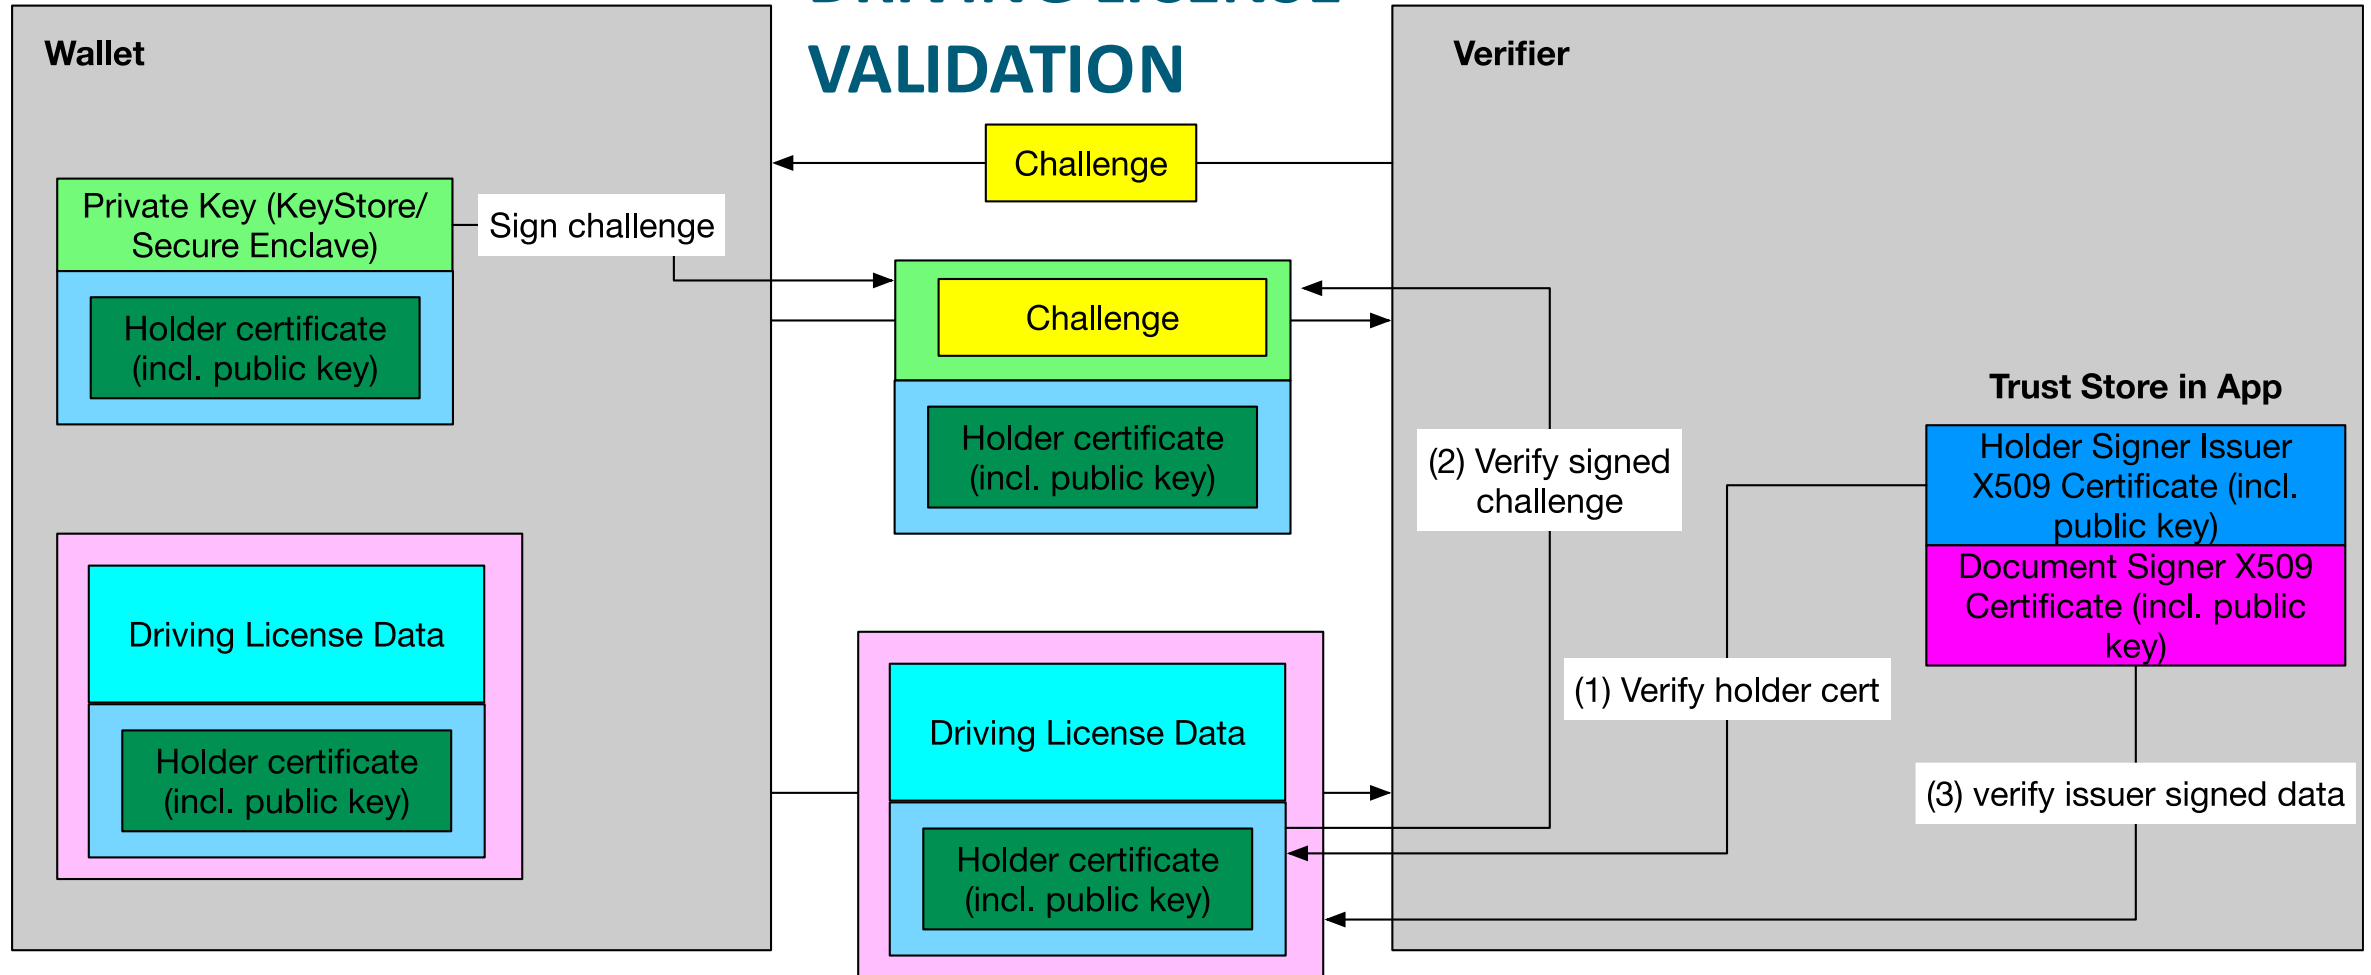 DRIVING LICENSE
VALIDATION
Wallet
Verifier
Challenge
Private Key (KeyStore/
Secure Enclave)
Sign challenge
Holder certificate
(incl. public key)
Challenge
Holder certificate
(incl. public key)
Trust Store in App
Holder Signer Issuer
X509 Certificate (incl.
public key)
Document Signer X509
Certificate (incl. public
key)
(2) Verify signed
challenge
Driving License Data
Holder certificate
(incl. public key)
Driving License Data
Holder certificate
(incl. public key)
(1) Verify holder cert
(3) verify issuer signed data